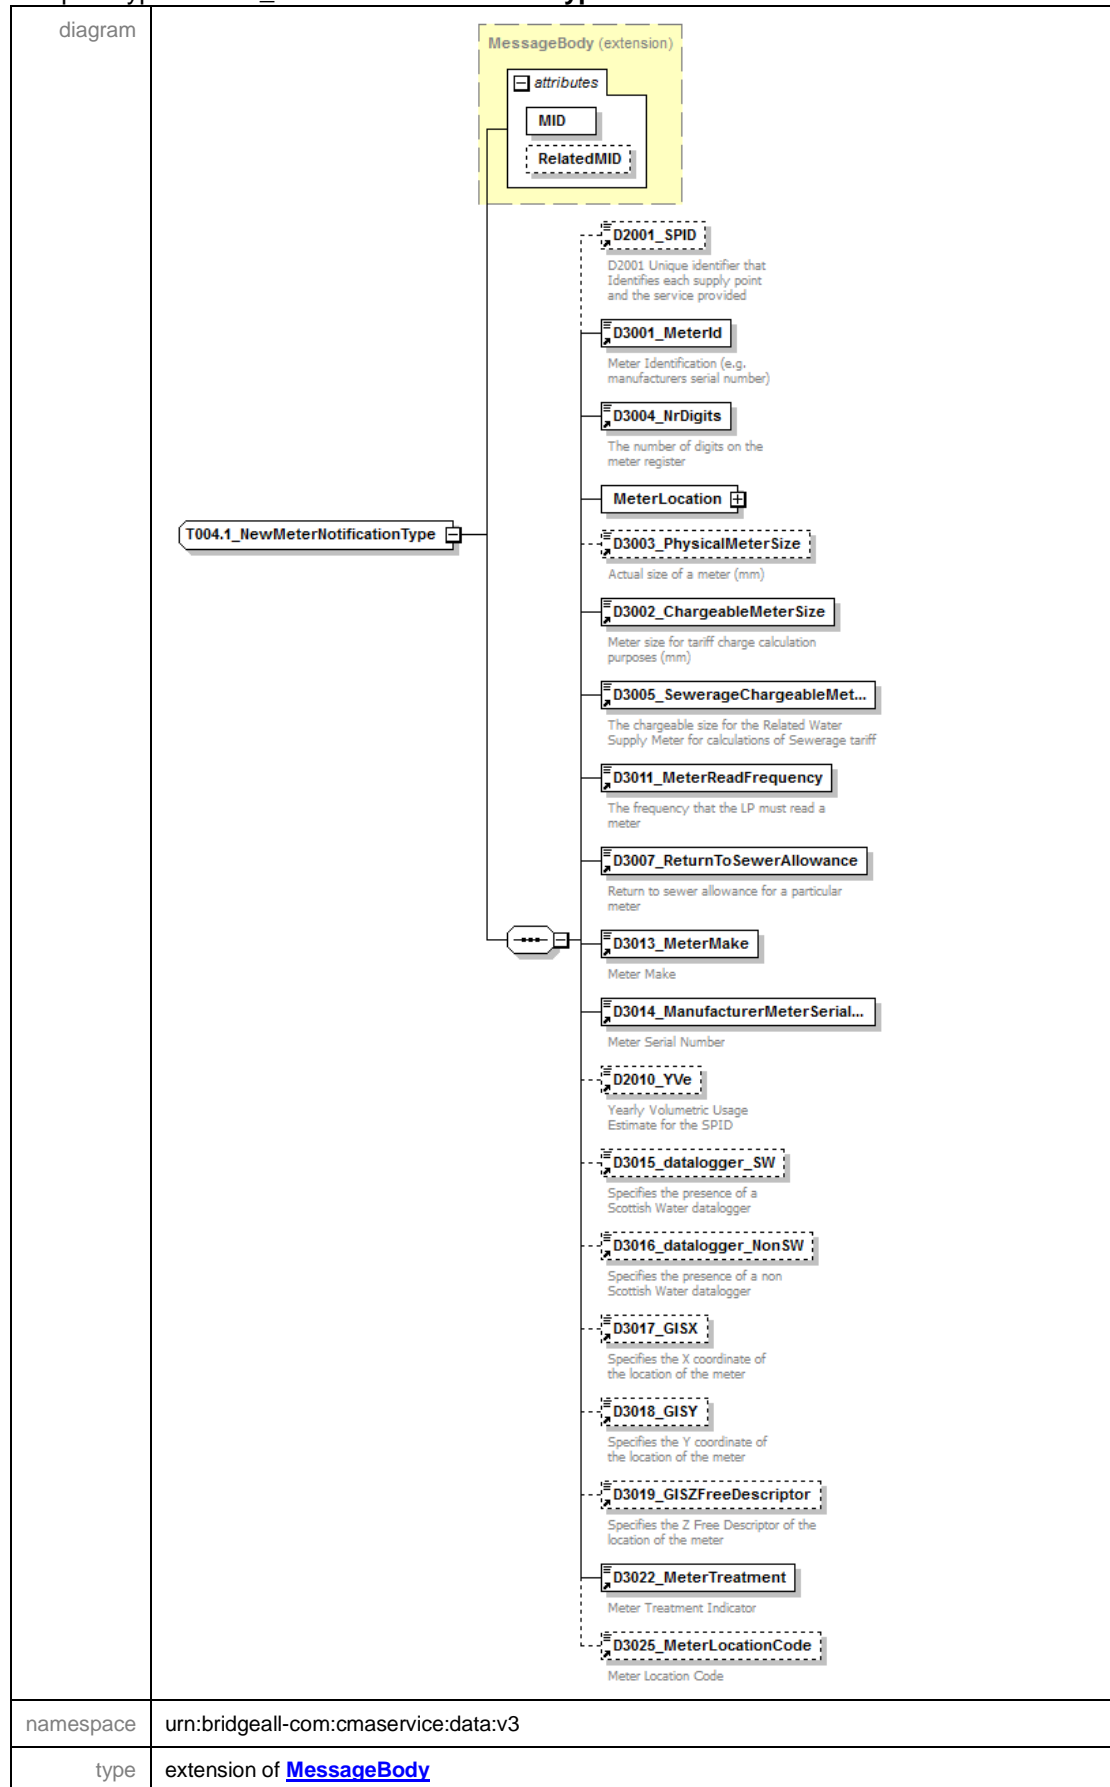 diagram
MessageBody (extension)
attributes
MID
RelatedMID
D2001_SPID
D2001 Unique identifier that
Identifies each supply point
and the service provided
D3001_MeterId
Meter Identification (e.g.
manufacturers serial number)
D3004_NrDigits
The number of digits on the
meter register
MeterLocation
T004.1_NewMeterNotificationType
D3003_PhysicalMeterSize
Actual size of a meter (mm)
D3002_ChargeableMeterSize
Meter size for tariff charge calculation
purposes (mm)
D3005_SewerageChargeableMet...
The chargeable size for the Related Water
Supply Meter for calculations of Sewerage tariff
D3011_MeterReadFrequency
The frequency that the LP must read a
meter
D3007_ReturnToSewerAllowance
Return to sewer allowance for a particular
meter
D3013_MeterMake
Meter Make
D3014_ManufacturerMeterSerial...
Meter Serial Number
D2010_YVe
Yearly Volumetric Usage
Estimate for the SPID
D3015_datalogger_SW
Specifies the presence of a
Scottish Water datalogger
D3016_datalogger_NonSW
Specifies the presence of a non
Scottish Water datalogger
D3017_GISX
Specifies the X coordinate of
the location of the meter
D3018_GISY
Specifies the Y coordinate of
the location of the meter
D3019_GISZFreeDescriptor
Specifies the Z Free Descriptor of the
location of the meter
D3022_MeterTreatment
Meter Treatment Indicator
D3025_MeterLocationCode
Meter Location Code
namespace urn:bridgeall-com:cmaservice:data:v3
type extension of MessageBody